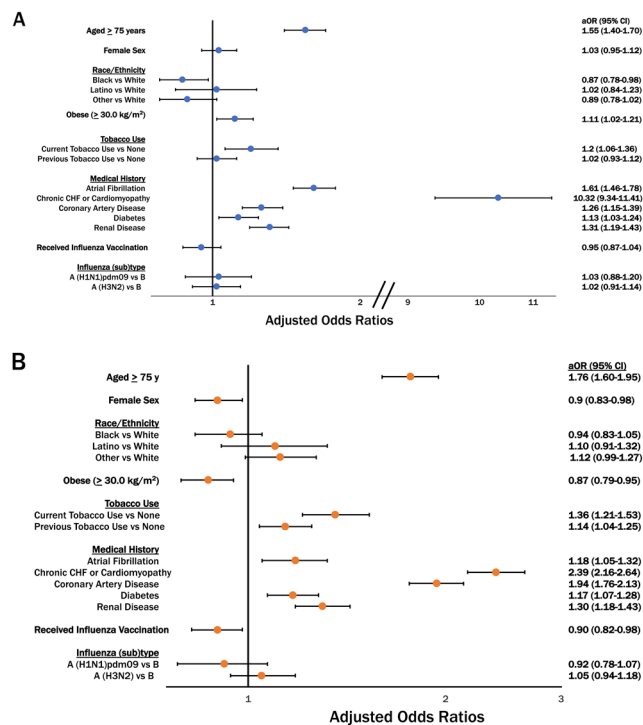 A
aOR (95% CI)
Aged ≥ 75 years 1.55 (1.40-1.70)
Female Sex 1.03 (0.95-1.12)
Race/Ethnicity
Black vs White 0.87 (0.78-0.98)
Latino vs White 1.02 (0.84-1.23)
Other vs White 0.89 (0.78-1.02)
Obese (≥ 30.0 kg/m²) 1.11 (1.02-1.21)
Tobacco Use
Current Tobacco Use vs None 1.2 (1.06-1.36)
Previous Tobacco Use vs None 1.02 (0.93-1.12)
Medical History
Atrial Fibrillation 1.61 (1.46-1.78)
Chronic CHF or Cardiomyopathy 10.32 (9.34-11.41)
Coronary Artery Disease 1.26 (1.15-1.39)
Diabetes 1.13 (1.03-1.24)
Renal Disease 1.31 (1.19-1.43)
Received Influenza Vaccination 0.95 (0.87-1.04)
Influenza (sub)type
A (H1N1)pdm09 vs B 1.03 (0.88-1.20)
A (H3N2) vs B 1.02 (0.91-1.14)
1 2 9 10 11
Adjusted Odds Ratios
B
aOR (95% CI)
Aged ≥ 75 y 1.76 (1.60-1.95)
Female Sex 0.9 (0.83-0.98)
Race/Ethnicity
Black vs White 0.94 (0.83-1.05)
Latino vs White 1.10 (0.91-1.32)
Other vs White 1.12 (0.99-1.27)
Obese (≥ 30.0 kg/m²) 0.87 (0.79-0.95)
Tobacco Use
Current Tobacco Use vs None 1.36 (1.21-1.53)
Previous Tobacco Use vs None 1.14 (1.04-1.25)
Medical History
Atrial Fibrillation 1.18 (1.05-1.32)
Chronic CHF or Cardiomyopathy 2.39 (2.16-2.64)
Coronary Artery Disease 1.94 (1.76-2.13)
Diabetes 1.17 (1.07-1.28)
Renal Disease 1.30 (1.18-1.43)
Received Influenza Vaccination 0.90 (0.82-0.98)
Influenza (sub)type
A (H1N1)pdm09 vs B 0.92 (0.78-1.07)
A (H3N2) vs B 1.05 (0.94-1.18)
1 2 3
Adjusted Odds Ratios